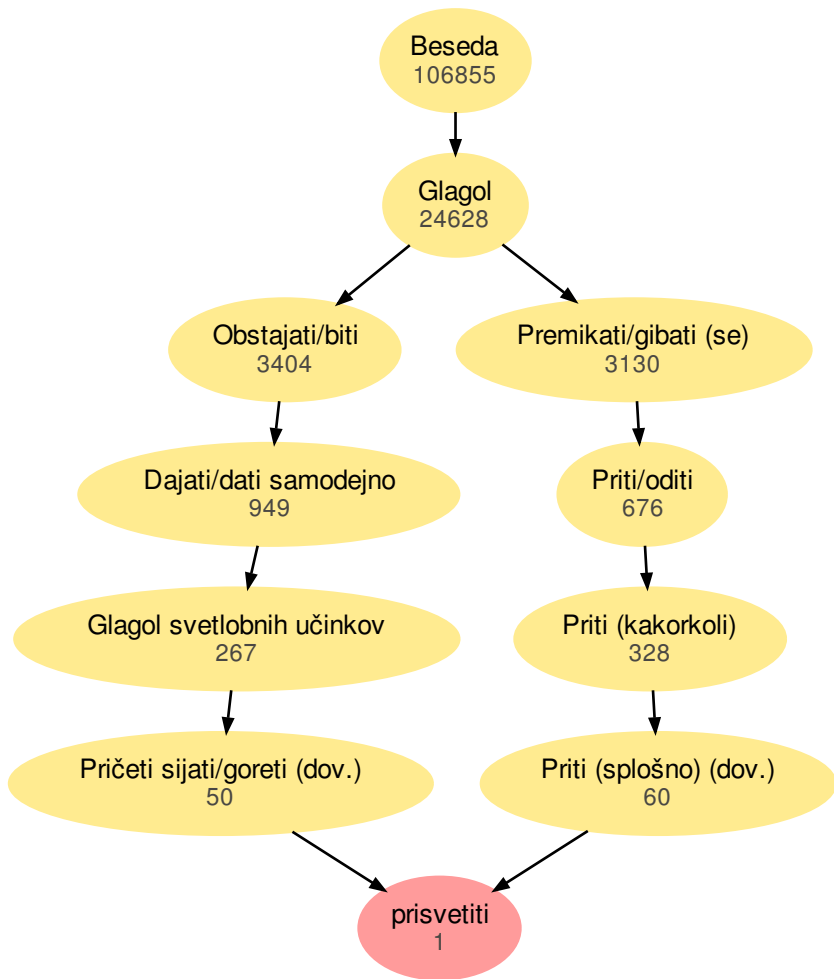 Beseda
106855
Glagol
24628
Obstajati/biti
3404
Premikati/gibati (se)
3130
Dajati/dati samodejno
949
Priti/oditi
676
Glagol svetlobnih učinkov
267
Priti (kakorkoli)
328
Pričeti sijati/goreti (dov.)
50
Priti (splošno) (dov.)
60
prisvetiti
1